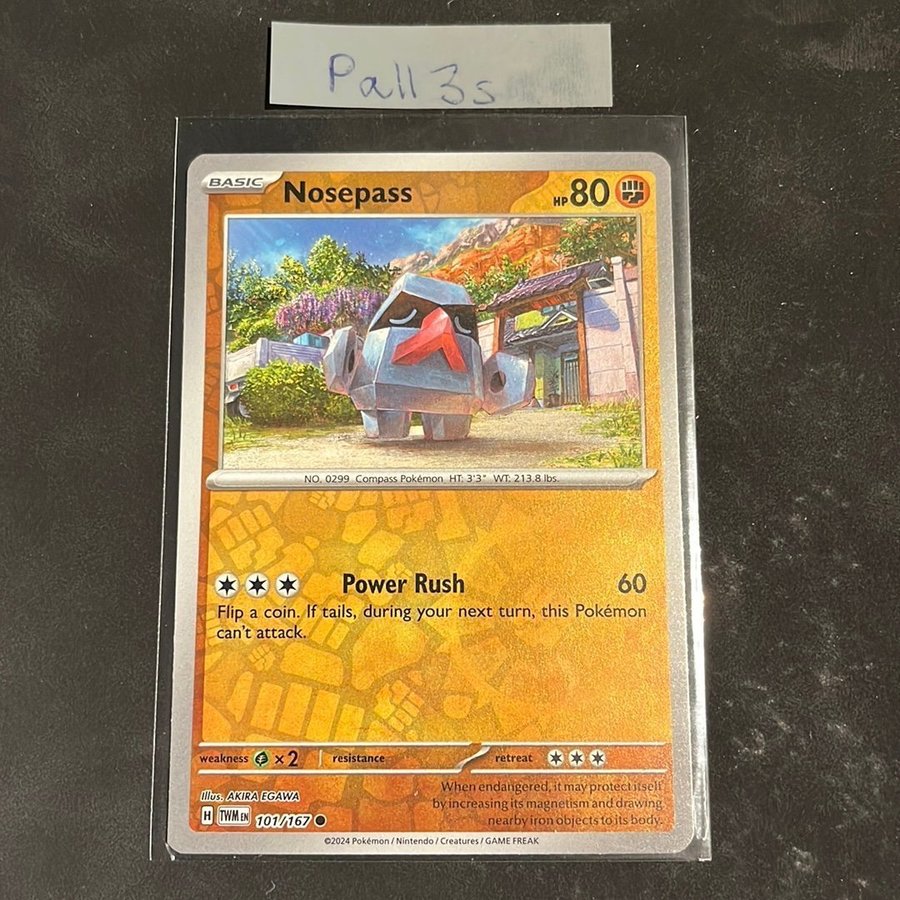 Pall3s
BASIC Nosepass HP 80
NO. 0299 Compass Pokémon HT: 3'3" WT: 213.8 lbs.
Power Rush 60
Flip a coin. If tails, during your next turn, this Pokémon
can't attack.
weakness ×2 resistance retreat
When endangered, it may protect itself
by increasing its magnetism and drawing
nearby iron objects to its body.
Illus. AKIRA EGAWA
H TWM EN 101/167
©2024 Pokémon / Nintendo / Creatures / GAME FREAK